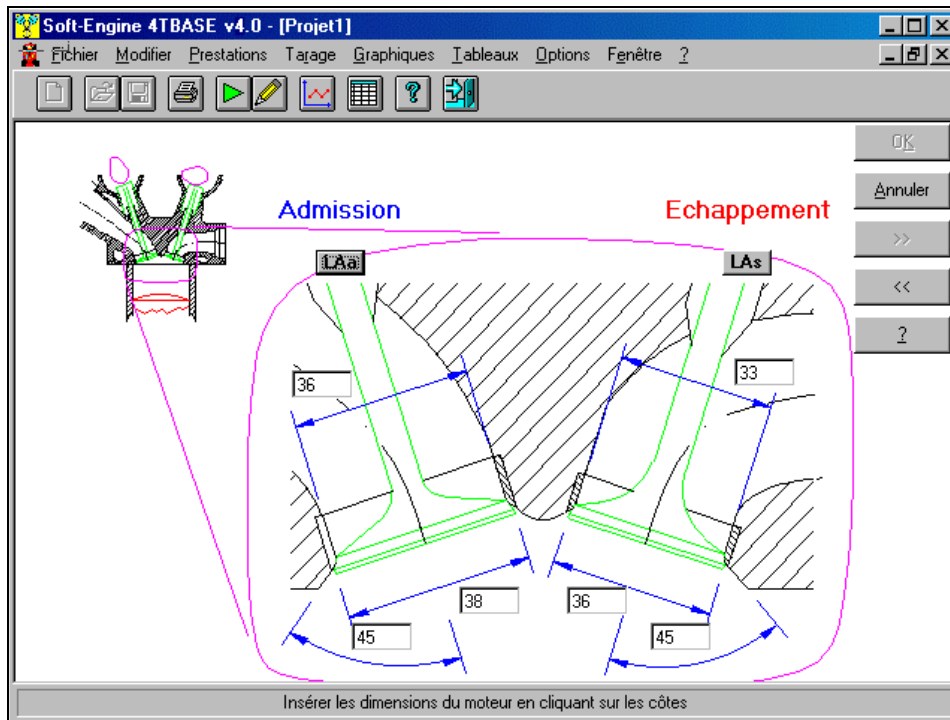 Soft-Engine 4TBASE v4.0 - [Projet1]
Fichier Modifier Prestations Tarage Graphiques Tableaux Options Fenêtre ?
OK
Annuler
>>
<<
?
Admission Echappement
LAa LAs
36 33
38 36
45 45
Insérer les dimensions du moteur en cliquant sur les côtes